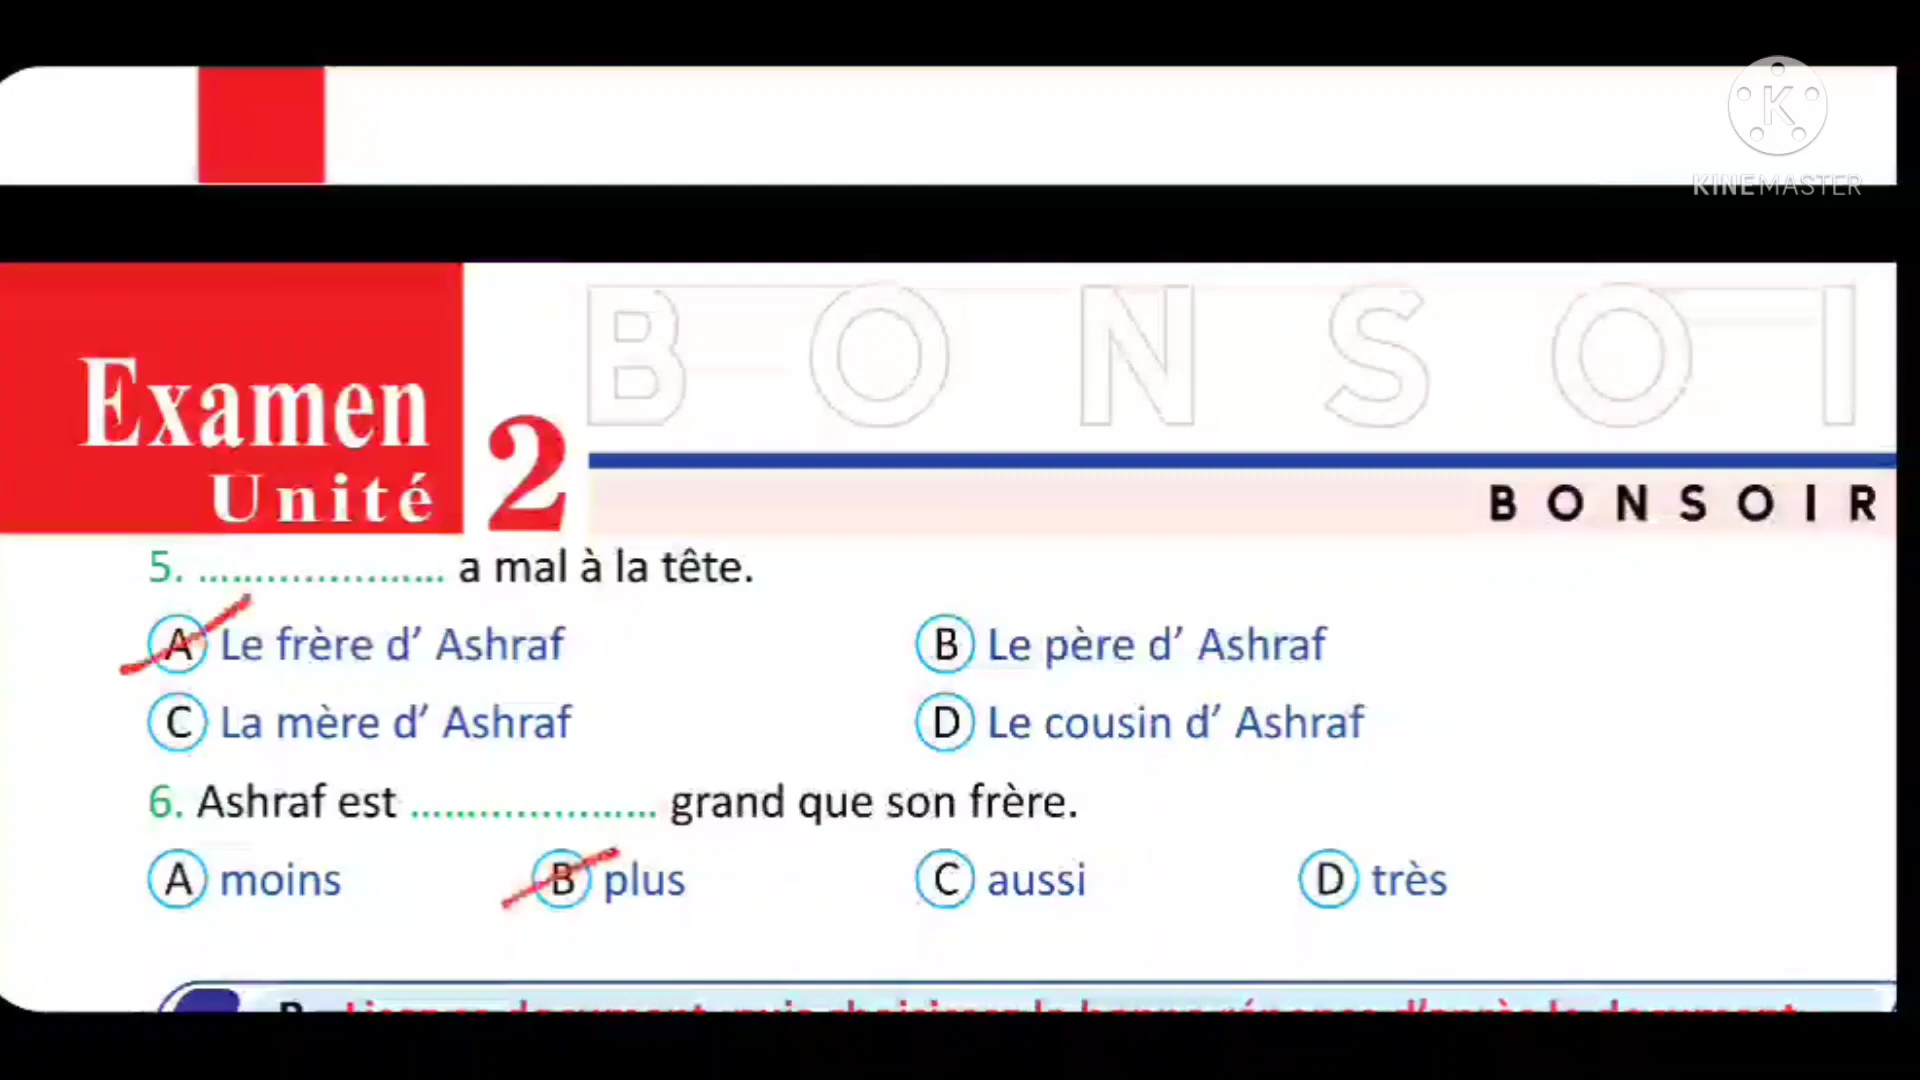 KINEMASTER
BONSOI
Examen
Unité 2
BONSOIR
5. ........................ a mal à la tête.
A Le frère d' Ashraf
B Le père d' Ashraf
C La mère d' Ashraf
D Le cousin d' Ashraf
6. Ashraf est ........................ grand que son frère.
A moins B plus C aussi D très